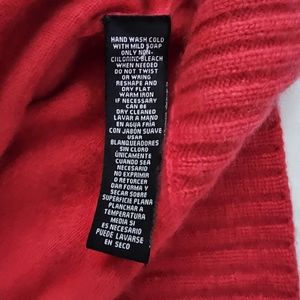 HAND WASH COLD
WITH MILD SOAP
ONLY NON-
CHLORINE BLEACH
WHEN NEEDED
DO NOT TWIST
OR WRING
RESHAPE AND
DRY FLAT
WARM IRON
IF NECESSARY
CAN BE
DRY CLEANED
LAVAR A MANO
EN AGUA FRÍA
CON JABÓN SUAVE
USAR
BLANQUEADORES
SIN CLORO
ÚNICAMENTE
CUANDO SEA
NECESARIO
NO EXPRIMIR
O RETORCER
DAR FORMA Y
SECAR SOBRE
SUPERFICIE PLANA
PLANCHAR A
TEMPERATURA
MEDIA SI
ES NECESARIO
PUEDE LAVARSE
EN SECO